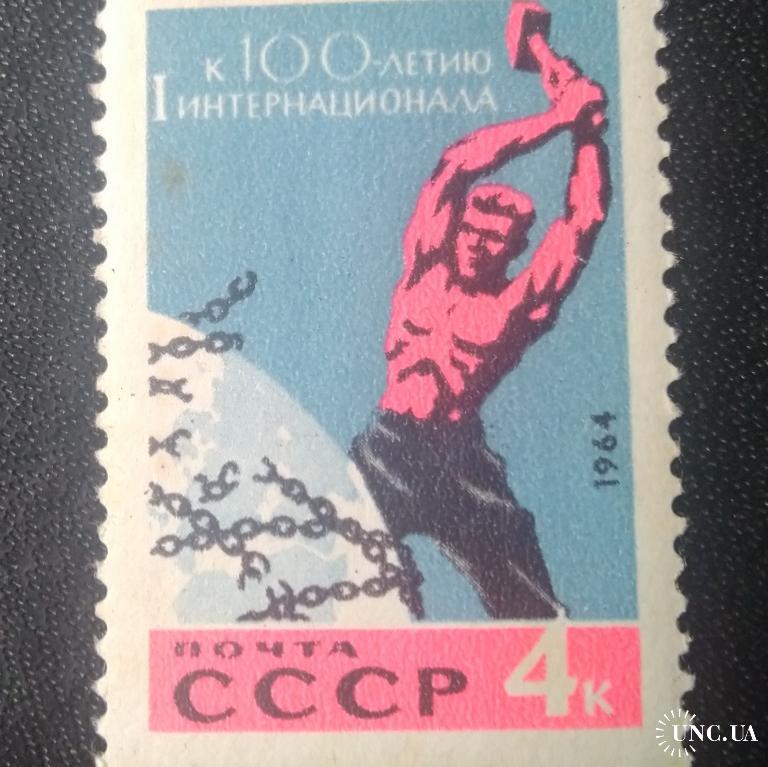 к 100-летию
I интернационала
1964
почта
СССР
4к
UNC.UA